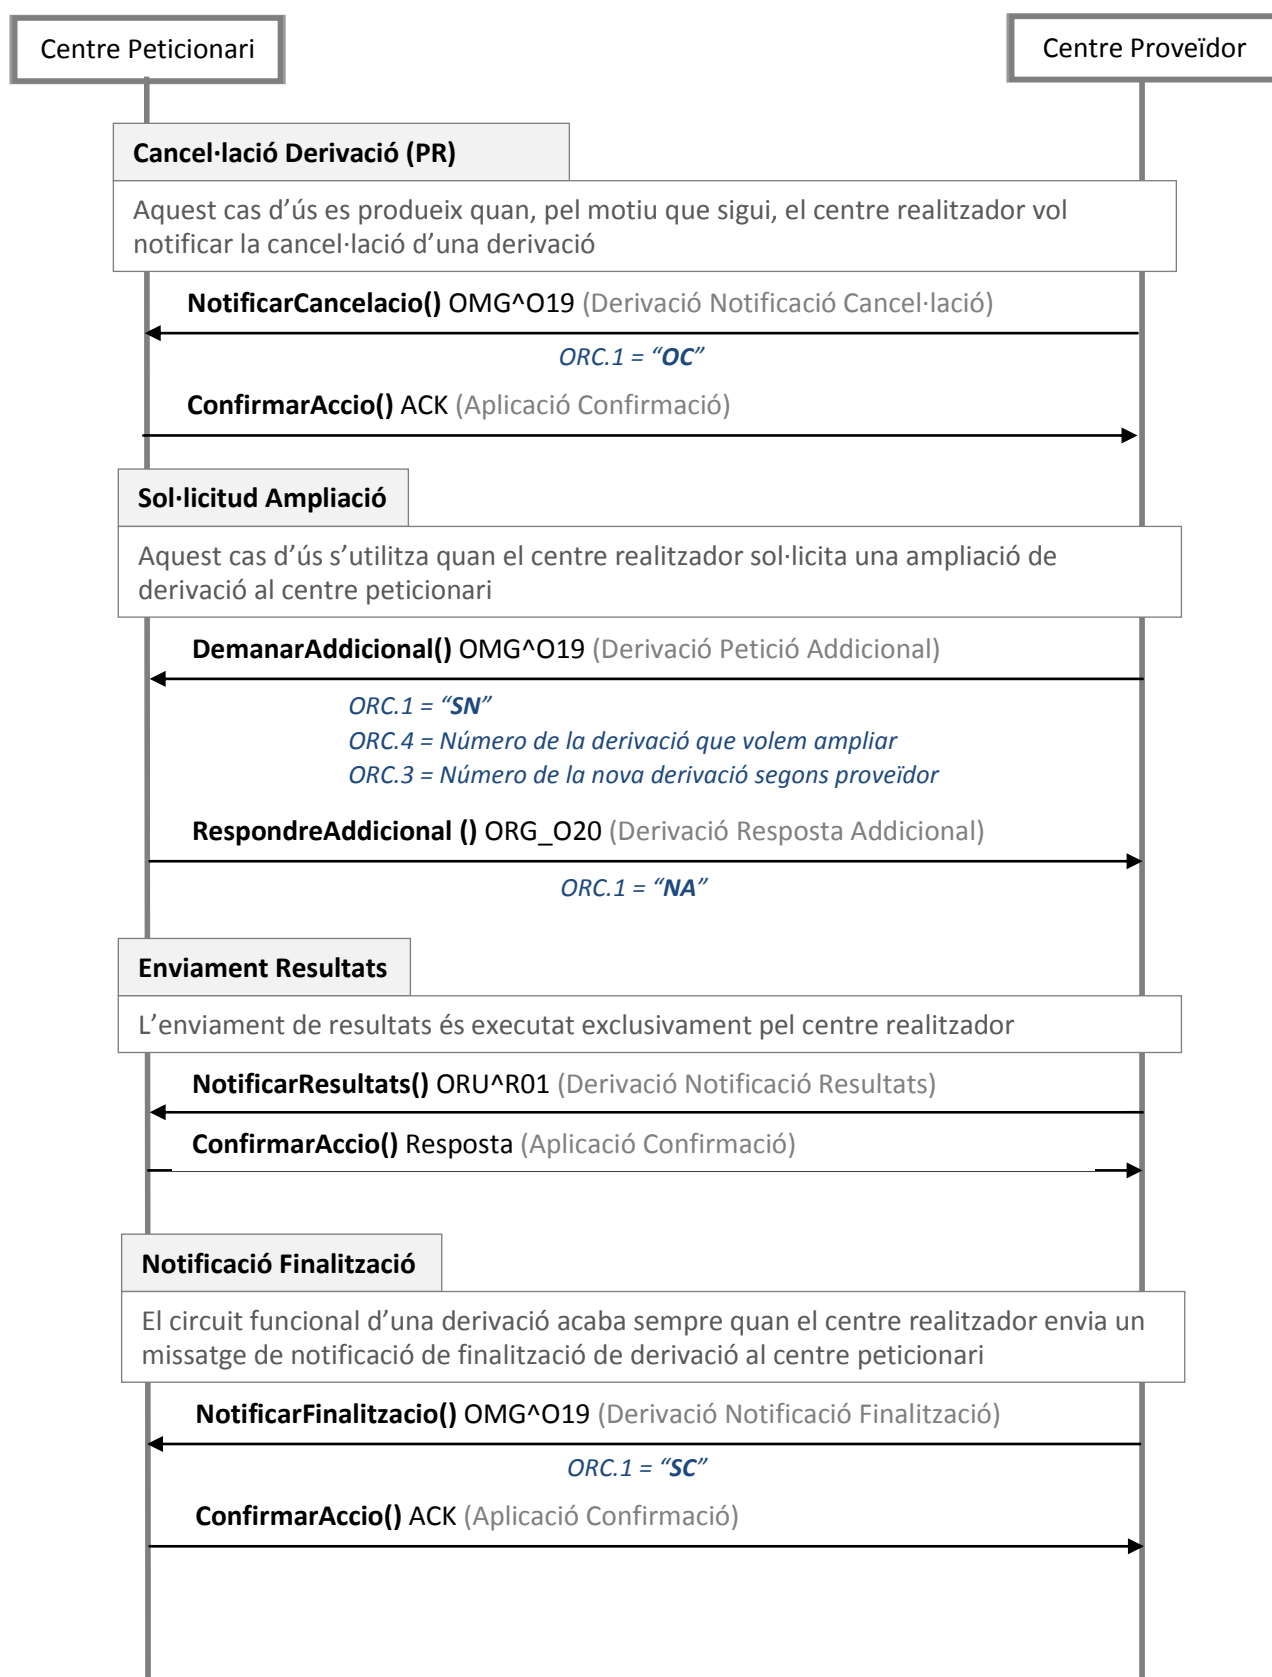 Centre Peticionari
Centre Proveïdor
Cancel·lació Derivació (PR)
Aquest cas d’ús es produeix quan, pel motiu que sigui, el centre realitzador vol
notificar la cancel·lació d’una derivació
NotificarCancelacio() OMG^O19 (Derivació Notificació Cancel·lació)
ORC.1 = “OC”
ConfirmarAccio() ACK (Aplicació Confirmació)
Sol·licitud Ampliació
Aquest cas d’ús s’utilitza quan el centre realitzador sol·licita una ampliació de
derivació al centre peticionari
DemanarAddicional() OMG^O19 (Derivació Petició Addicional)
ORC.1 = “SN”
ORC.4 = Número de la derivació que volem ampliar
ORC.3 = Número de la nova derivació segons proveïdor
RespondreAddicional () ORG_O20 (Derivació Resposta Addicional)
ORC.1 = “NA”
Enviament Resultats
L’enviament de resultats és executat exclusivament pel centre realitzador
NotificarResultats() ORU^R01 (Derivació Notificació Resultats)
ConfirmarAccio() Resposta (Aplicació Confirmació)
Notificació Finalització
El circuit funcional d’una derivació acaba sempre quan el centre realitzador envia un
missatge de notificació de finalització de derivació al centre peticionari
NotificarFinalitzacio() OMG^O19 (Derivació Notificació Finalització)
ORC.1 = “SC”
ConfirmarAccio() ACK (Aplicació Confirmació)